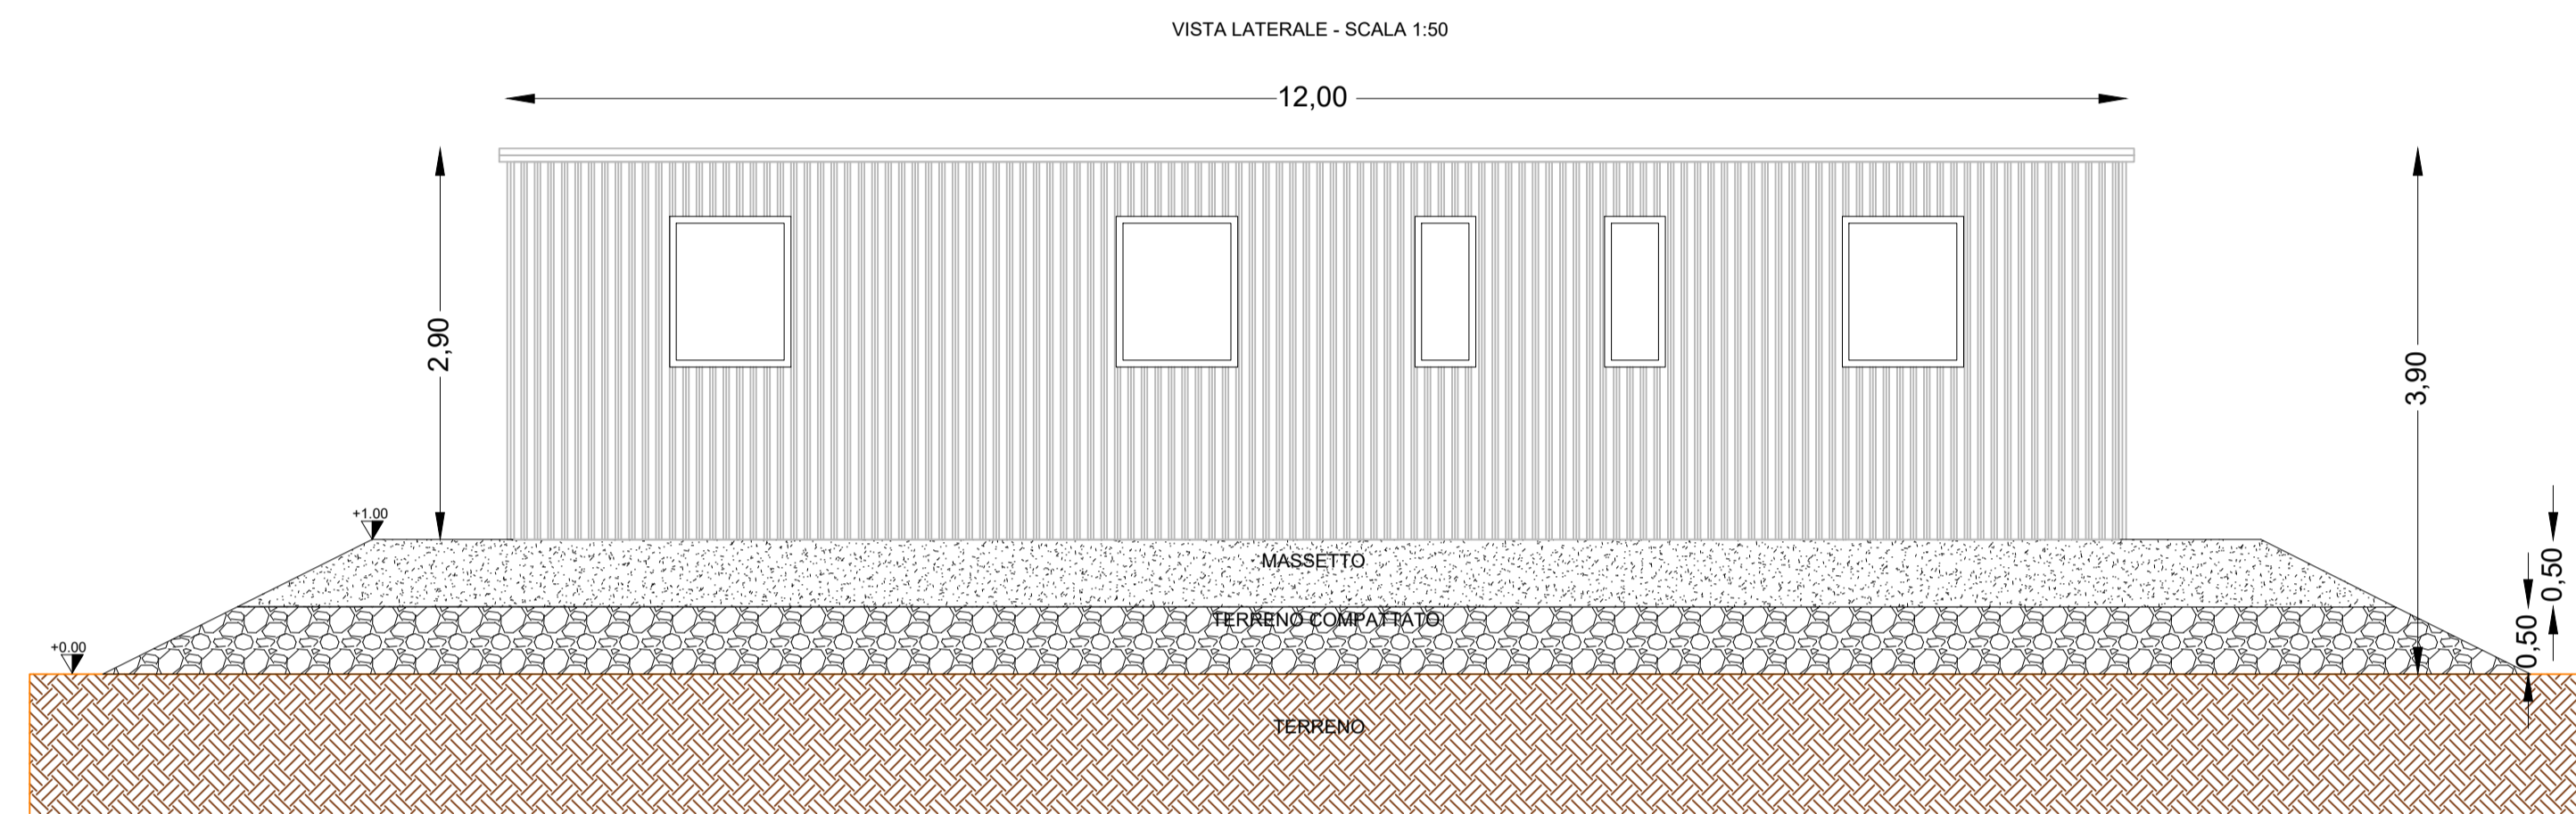 VISTA LATERALE - SCALA 1:50
12,00
2,90
3,90
+1.00
MASSETTO
0,50
TERRENO COMPATTATO
0,50
+0.00
TERRENO